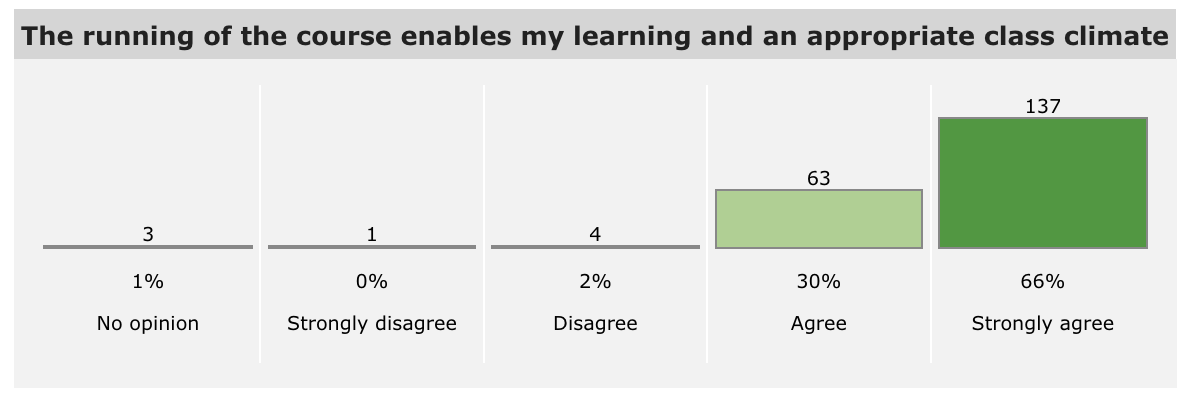 The running of the course enables my learning and an appropriate class climate
137
63
3 1 4
1% 0% 2% 30% 66%
No opinion Strongly disagree Disagree Agree Strongly agree